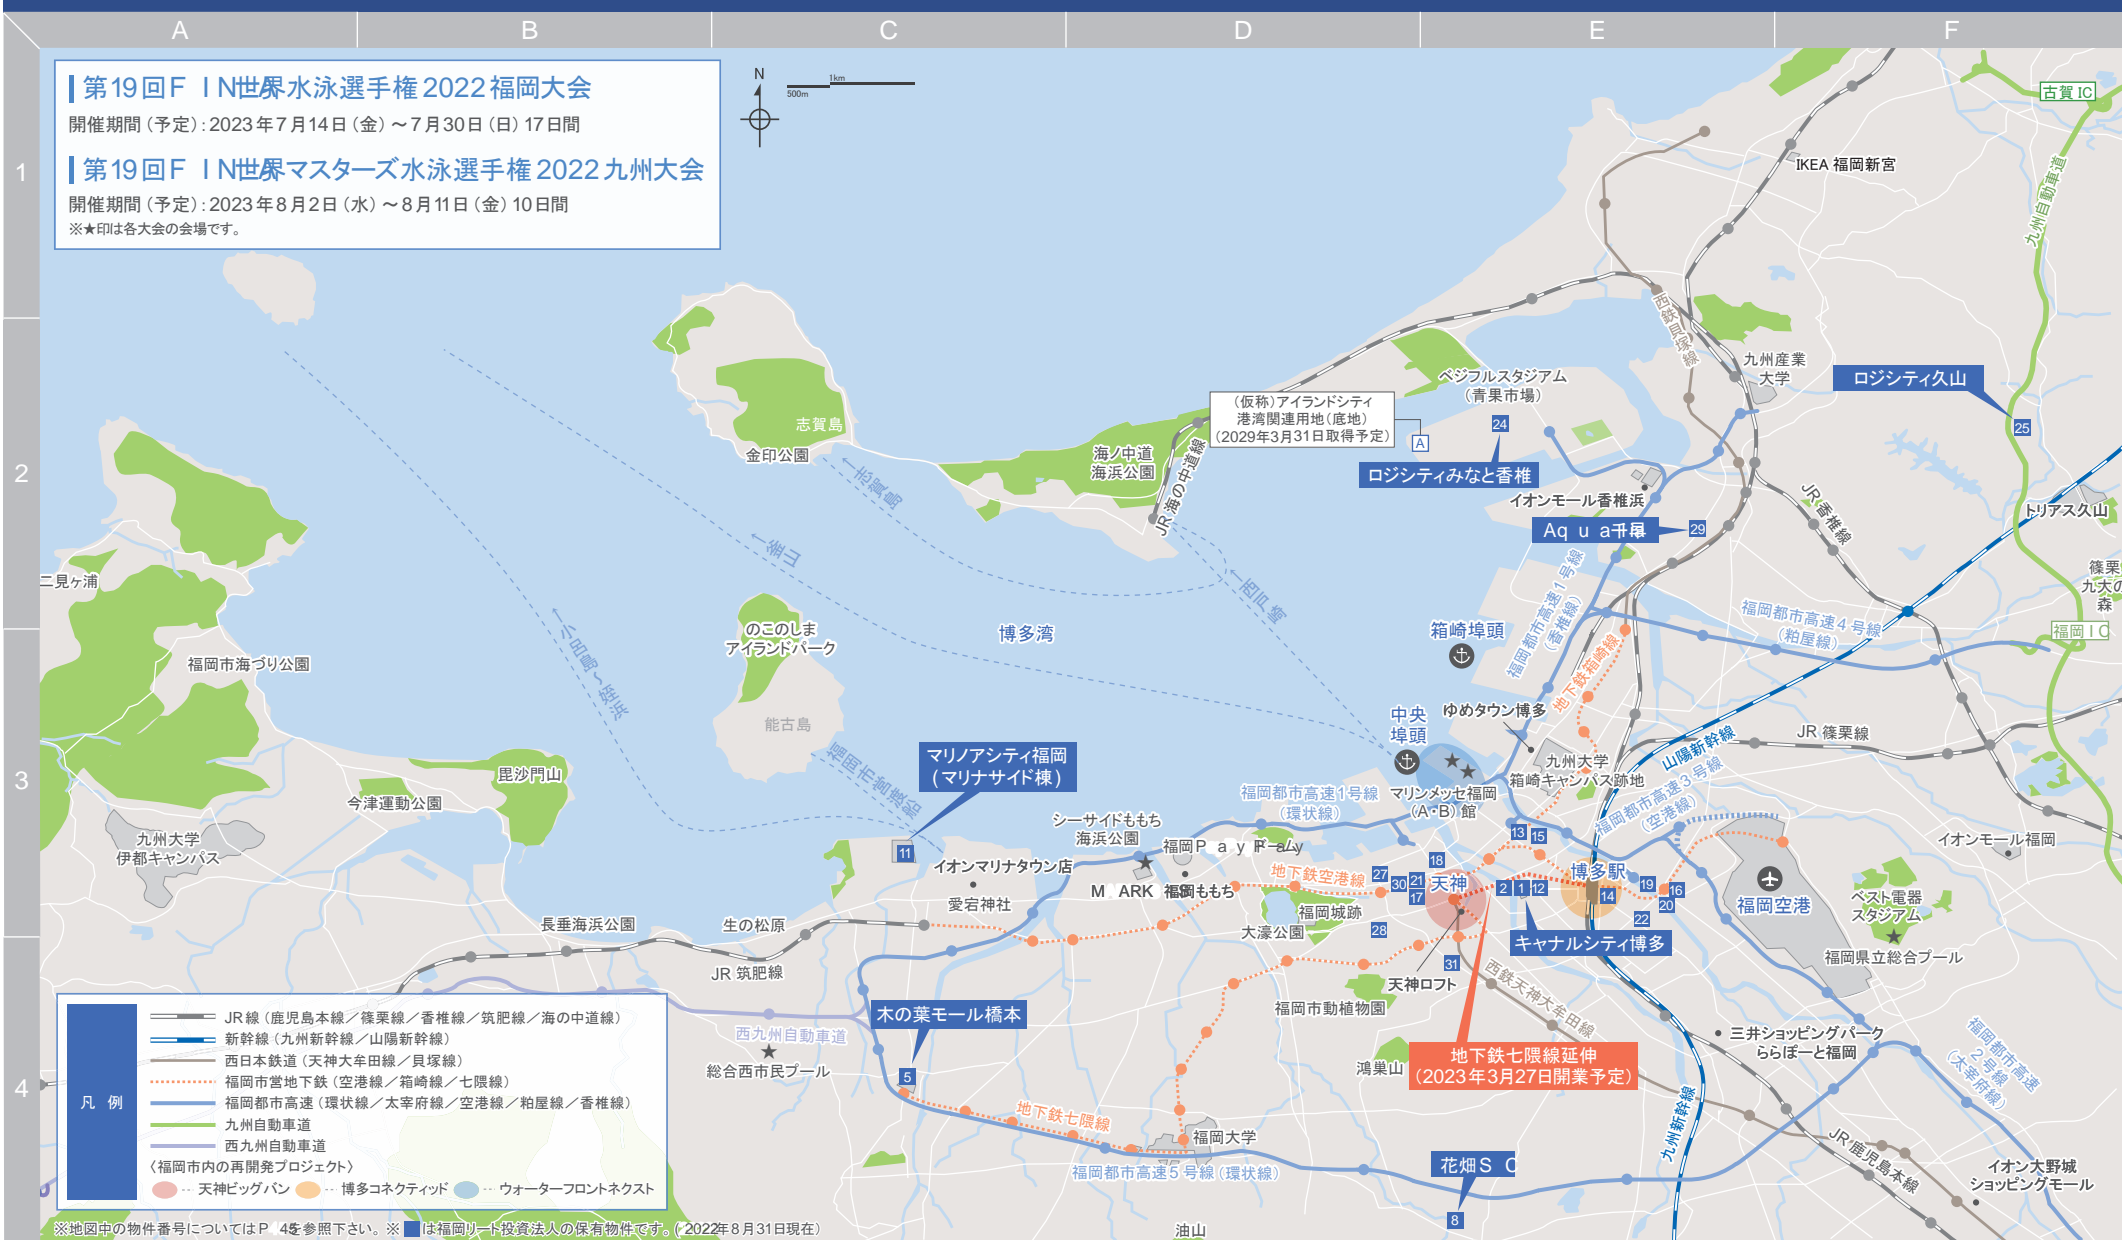 A B C D E F
1
2
3
4
第19回FINA世界水泳選手権2022福岡大会
開催期間（予定）：2023年7月14日（金）～7月30日（日）17日間
第19回FINA世界マスターズ水泳選手権2022九州大会
開催期間（予定）：2023年8月2日（水）～8月11日（金）10日間
※★印は各大会の会場です。
N
1km
500m
古賀IC
IKEA 福岡新宮
九州自動車道
西鉄貝塚線
九州産業
大学
ロジシティ久山
25
ベジフルスタジアム
（青果市場）
24
（仮称）アイランドシティ
港湾関連用地（底地）
（2029年3月31日取得予定）
A
ロジシティみなと香椎
イオンモール香椎浜
Aqua千早
29
JR香椎線
トリアス久山
篠栗
九大の
森
福岡IC
志賀島
金印公園
海ノ中道
海浜公園
JR海の中道線
←志賀島
←釜山
←西戸崎
←小呂島～姪浜
二見ヶ浦
福岡市海づり公園
のこのしま
アイランドパーク
能古島
博多湾
福岡市営渡船
箱崎埠頭
福岡都市高速1号線
（香椎線）
福岡都市高速4号線
（粕屋線）
地下鉄箱崎線
中央
埠頭
ゆめタウン博多
九州大学
箱崎キャンパス跡地
山陽新幹線
JR 篠栗線
福岡都市高速3号線
（空港線）
マリンメッセ福岡
（A・B）館
福岡都市高速1号線
（環状線）
マリノアシティ福岡
（マリナサイド棟）
11
毘沙門山
今津運動公園
九州大学
伊都キャンパス
シーサイドももち
海浜公園
福岡PayPayドーム
イオンマリナタウン店
MARK IS 福岡ももち
愛宕神社
地下鉄空港線
13 15
18
27
30 21
17
天神
2 1 12
博多駅
14
19
16
20
22
28
31
福岡空港
イオンモール福岡
ベスト電器
スタジアム
福岡県立総合プール
長垂海浜公園
生の松原
福岡城跡
大濠公園
キャナルシティ博多
JR 筑肥線
天神ロフト
西鉄天神大牟田線
福岡市動植物園
木の葉モール橋本
5
西九州自動車道
総合西市民プール
鴻巣山
地下鉄七隈線延伸
（2023年3月27日開業予定）
三井ショッピングパーク
ららぽーと福岡
福岡都市高速
2号線
（太宰府線）
九州新幹線
地下鉄七隈線
福岡大学
福岡都市高速5号線（環状線）
花畑SC
8
JR鹿児島本線
イオン大野城
ショッピングモール
油山
凡 例
JR線（鹿児島本線／篠栗線／香椎線／筑肥線／海の中道線）
新幹線（九州新幹線／山陽新幹線）
西日本鉄道（天神大牟田線／貝塚線）
福岡市営地下鉄（空港線／箱崎線／七隈線）
福岡都市高速（環状線／太宰府線／空港線／粕屋線／香椎線）
九州自動車道
西九州自動車道
〈福岡市内の再開発プロジェクト〉
天神ビッグバン 博多コネクティッド ウォーターフロントネクスト
※地図中の物件番号についてはP45を参照下さい。※ は福岡リート投資法人の保有物件です。（2022年8月31日現在）